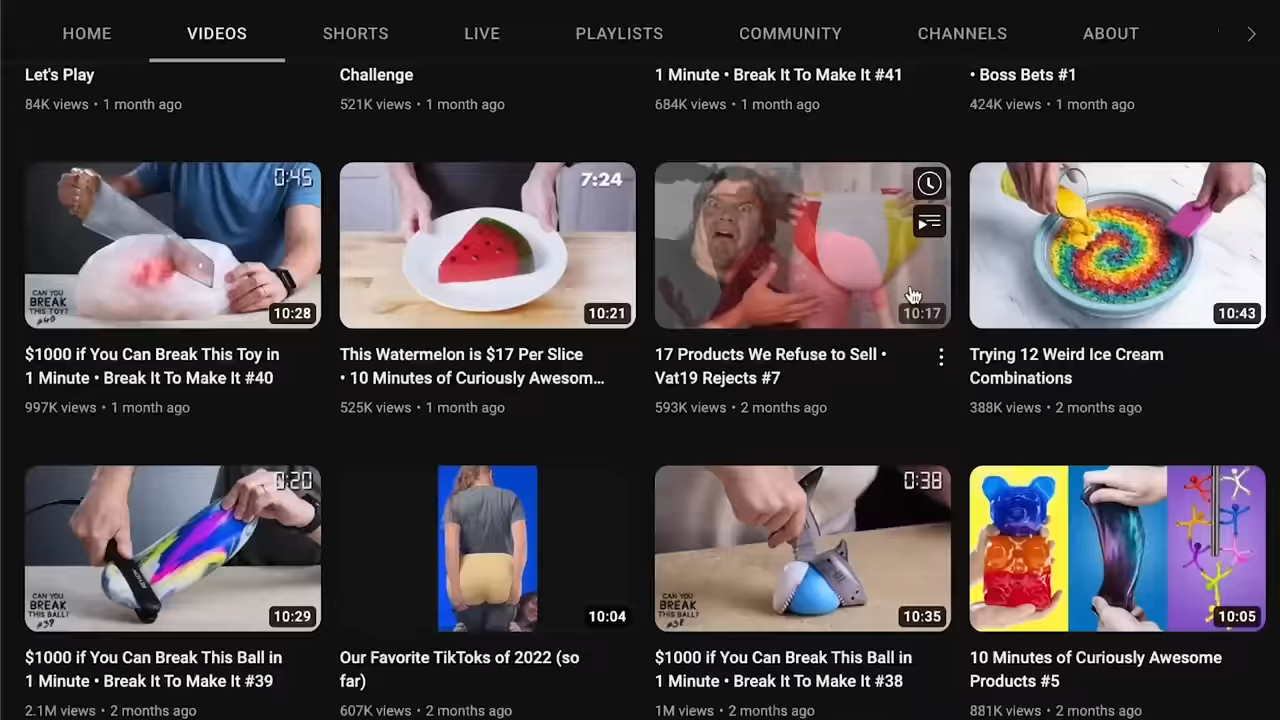 HOME VIDEOS SHORTS LIVE PLAYLISTS COMMUNITY CHANNELS ABOUT
Let's Play
84K views • 1 month ago
Challenge
521K views • 1 month ago
1 Minute • Break It To Make It #41
684K views • 1 month ago
• Boss Bets #1
424K views • 1 month ago
0:45
CAN YOU
BREAK
THIS TOY?
#40
10:28
$1000 if You Can Break This Toy in
1 Minute • Break It To Make It #40
997K views • 1 month ago
7:24
10:21
This Watermelon is $17 Per Slice
• 10 Minutes of Curiously Awesom...
525K views • 1 month ago
10:17
17 Products We Refuse to Sell •
Vat19 Rejects #7
593K views • 2 months ago
10:43
Trying 12 Weird Ice Cream
Combinations
388K views • 2 months ago
0:20
CAN YOU
BREAK
THIS BALL?
#39
10:29
$1000 if You Can Break This Ball in
1 Minute • Break It To Make It #39
2.1M views • 2 months ago
10:04
Our Favorite TikToks of 2022 (so
far)
607K views • 2 months ago
0:38
CAN YOU
BREAK
THIS BALL?
#38
10:35
$1000 if You Can Break This Ball in
1 Minute • Break It To Make It #38
1M views • 2 months ago
10:05
10 Minutes of Curiously Awesome
Products #5
881K views • 2 months ago